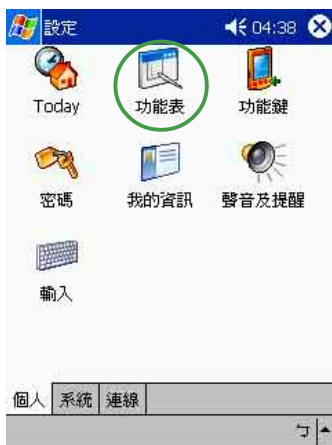 設定 04:38
Today 功能表 功能鍵
密碼 我的資訊 聲音及提醒
輸入
個人 系統 連線
ㄅ